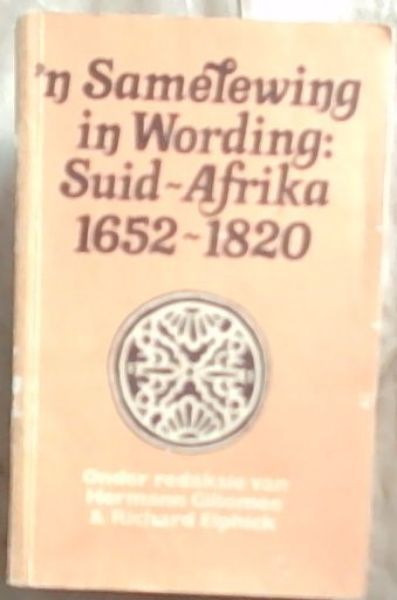 'n Samelewing
in Wording:
Suid~Afrika
1652~1820
Onder redaksie van
Hermann Giliomee
& Richard Elphick